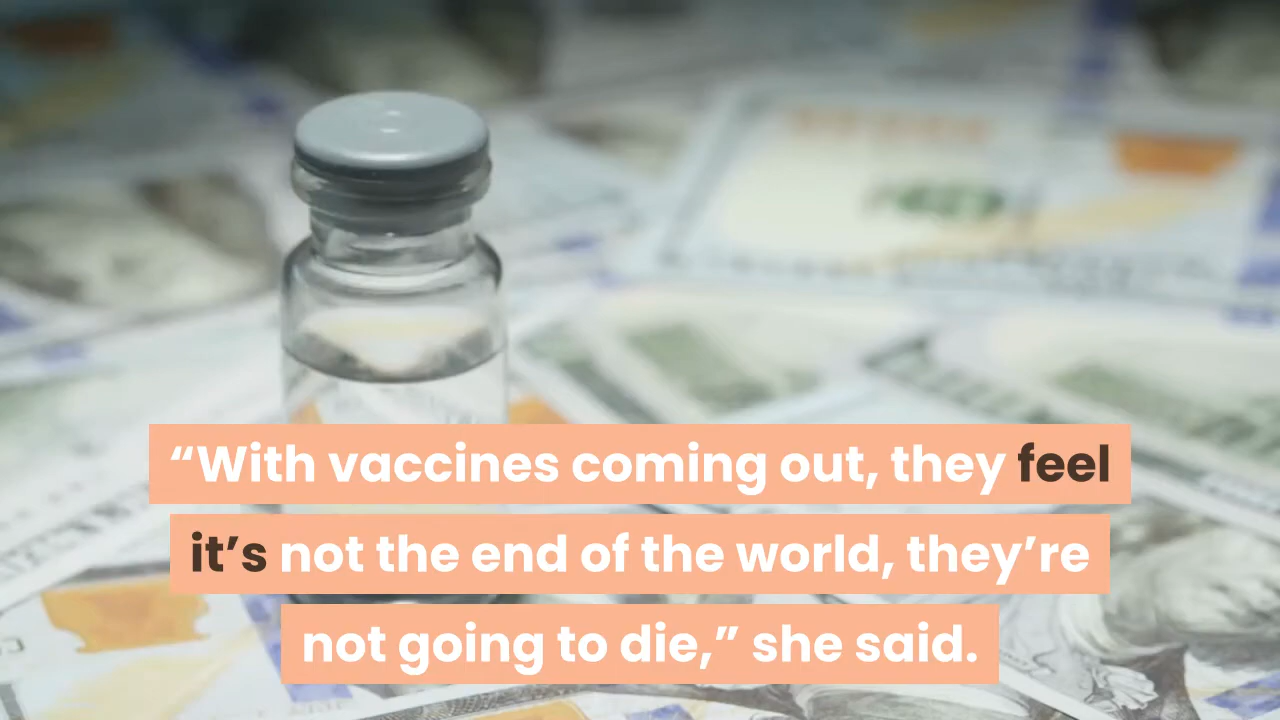 “With vaccines coming out, they feel
it’s not the end of the world, they’re
not going to die,” she said.